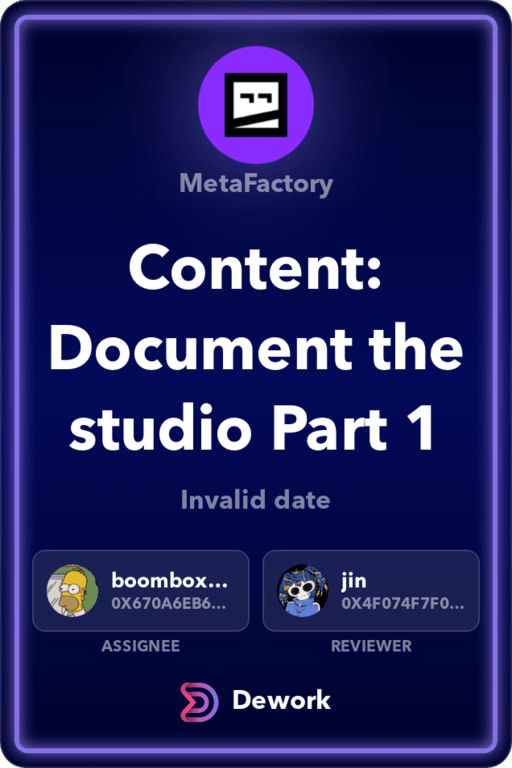 MetaFactory
Content:
Document the
studio Part 1
Invalid date
boombox...
0X670A6EB6...
ASSIGNEE
jin
0X4F074F7F0...
REVIEWER
Dework